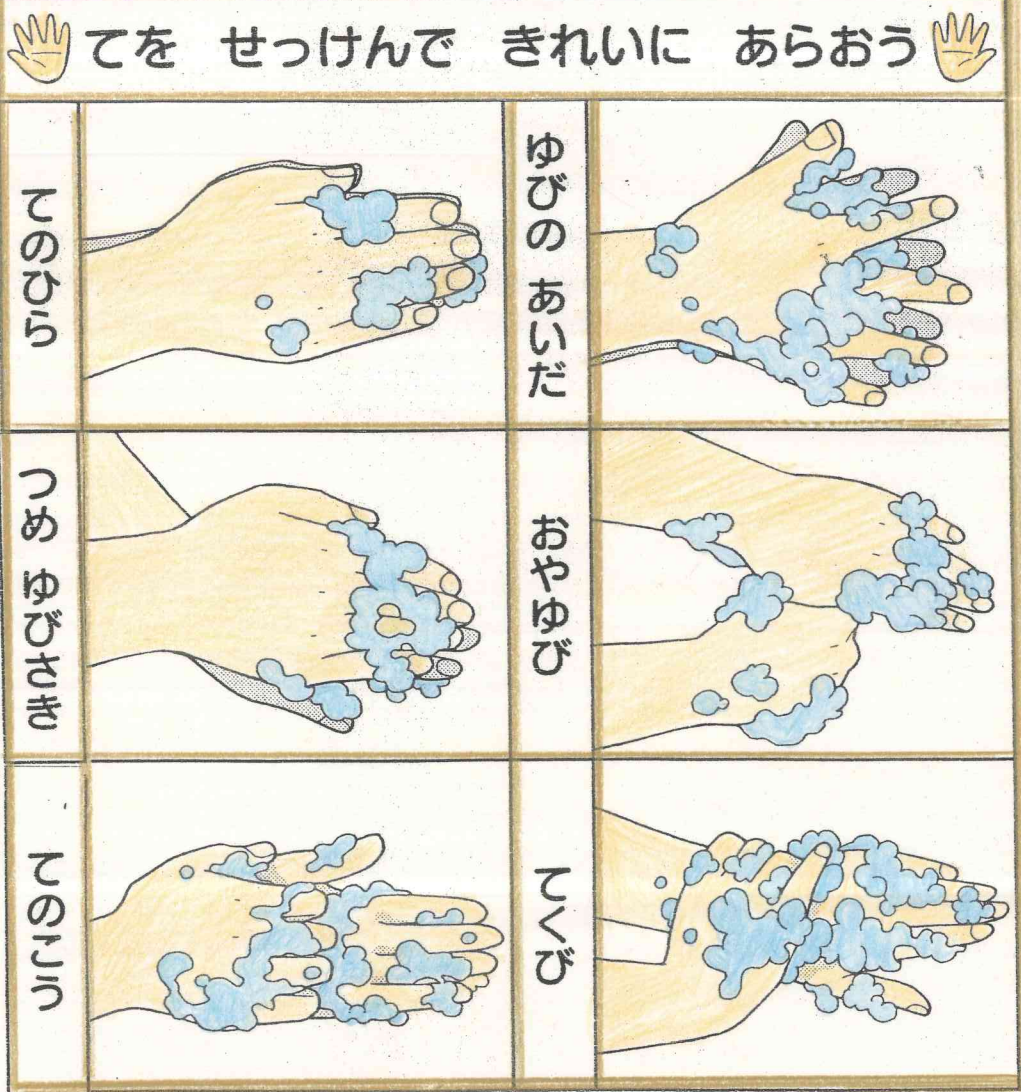 てを せっけんで きれいに あらおう
てのひら
ゆびの あいだ
つめ ゆびさき
おやゆび
てのこう
てくび